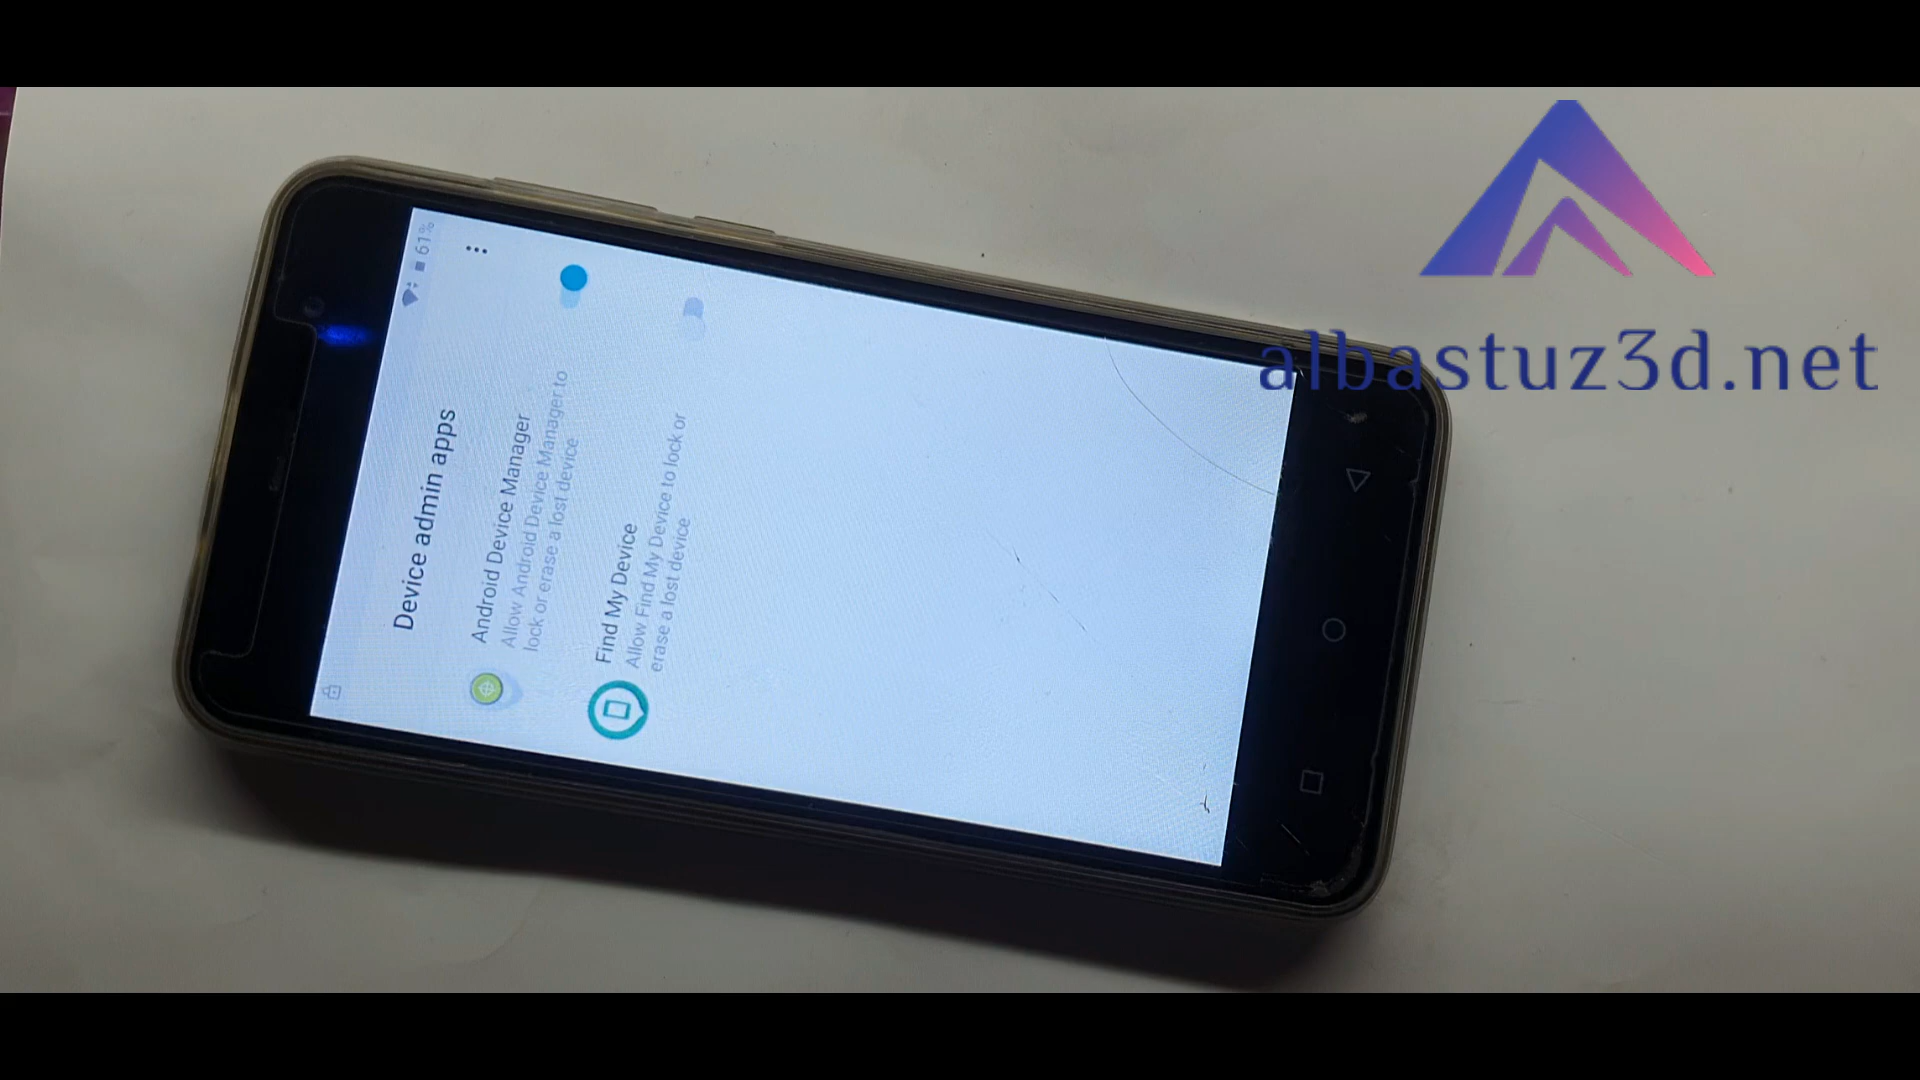 61%
Device admin apps
Android Device Manager
Allow Android Device Manager to
lock or erase a lost device
Find My Device
Allow Find My Device to lock or
erase a lost device
albastuz3d.net